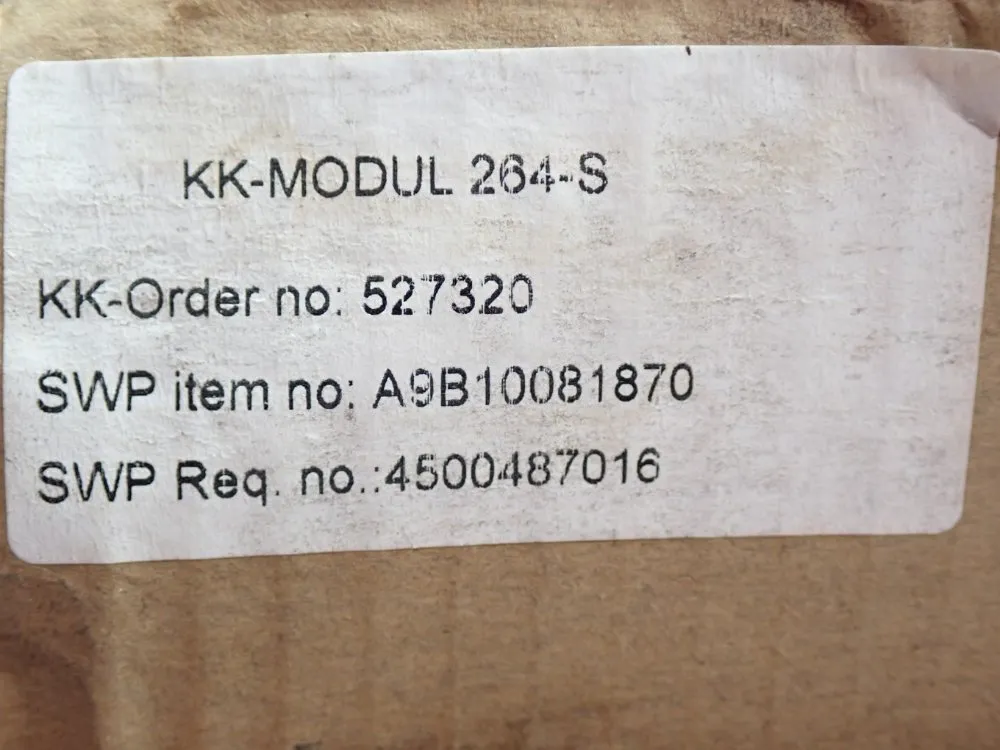 KK-MODUL 264-S
KK-Order no: 527320
SWP item no: A9B10081870
SWP Req. no.:4500487016